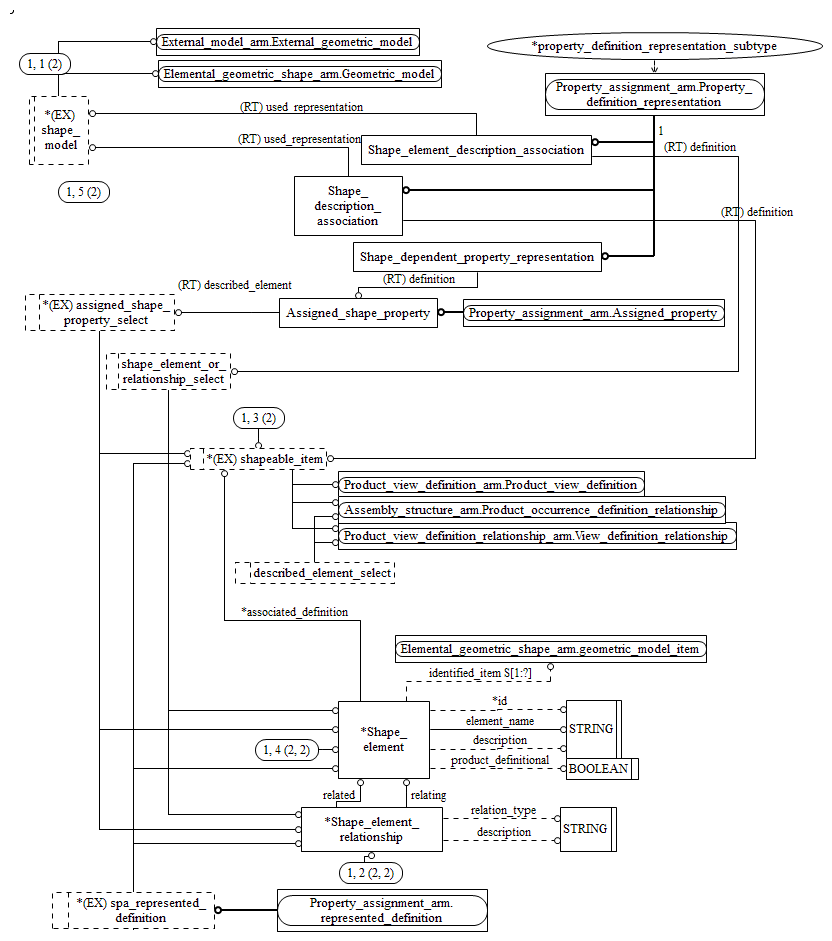 External_model_arm.External_geometric_model
1, 1 (2)
Elemental_geometric_shape_arm.Geometric_model
*property_definition_representation_subtype
Property_assignment_arm.Property_
definition_representation
*(EX)
shape_
model
(RT) used_representation
1
(RT) used_representation
Shape_element_description_association
(RT) definition
1, 5 (2)
Shape_
description_
association
(RT) definition
Shape_dependent_property_representation
(RT) described_element
(RT) definition
*(EX) assigned_shape_
property_select
Assigned_shape_property
Property_assignment_arm.Assigned_property
shape_element_or_
relationship_select
1, 3 (2)
*(EX) shapeable_item
Product_view_definition_arm.Product_view_definition
Assembly_structure_arm.Product_occurrence_definition_relationship
Product_view_definition_relationship_arm.View_definition_relationship
described_element_select
*associated_definition
Elemental_geometric_shape_arm.geometric_model_item
identified_item S[1:?]
*id
element_name
STRING
*Shape_
element
description
1, 4 (2, 2)
product_definitional
BOOLEAN
related
relating
relation_type
*Shape_element_
relationship
STRING
description
1, 2 (2, 2)
*(EX) spa_represented_
definition
Property_assignment_arm.
represented_definition